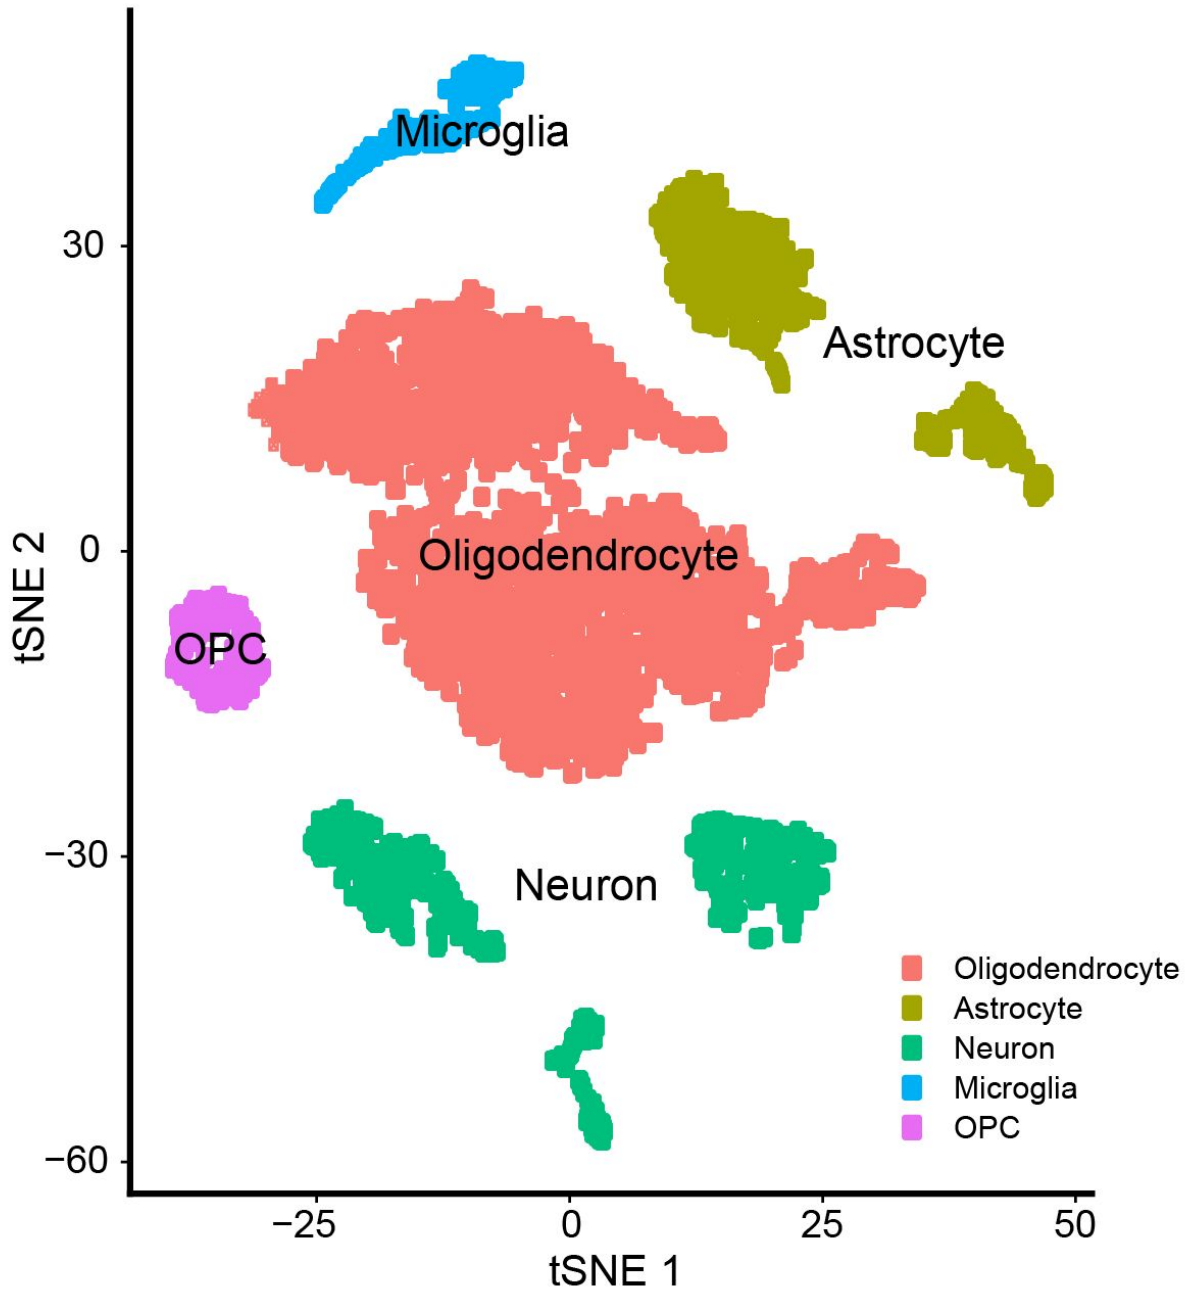 Microglia
30
Astrocyte
0
Oligodendrocyte
OPC
tSNE 2
−30
Neuron
Oligodendrocyte
Astrocyte
Neuron
Microglia
OPC
−60
−25 0 25 50
tSNE 1